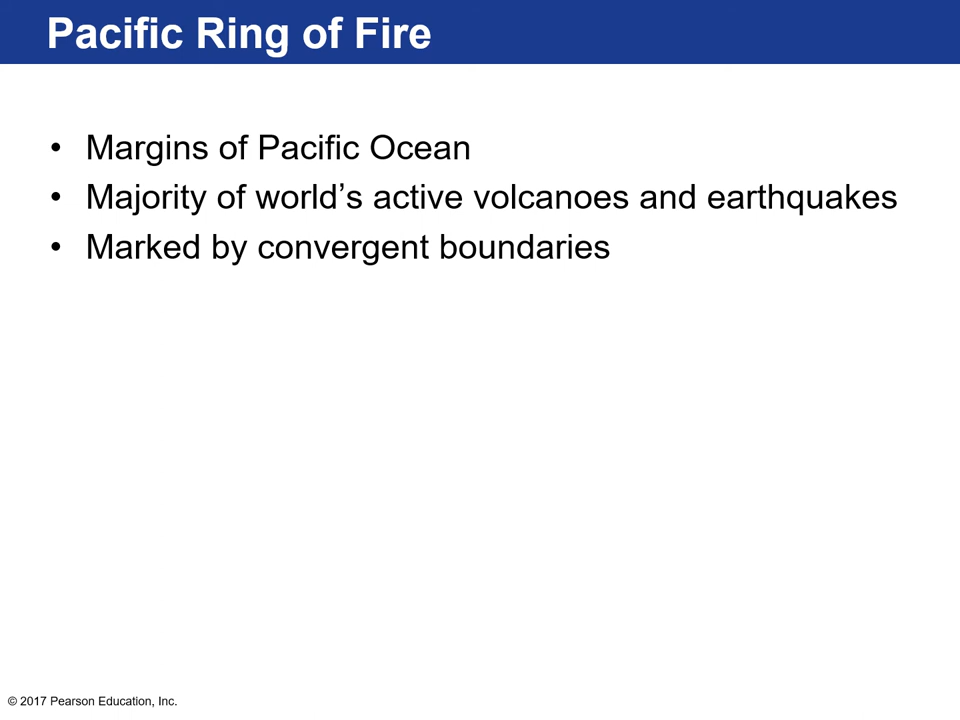 Pacific Ring of Fire
• Margins of Pacific Ocean
• Majority of world’s active volcanoes and earthquakes
• Marked by convergent boundaries
© 2017 Pearson Education, Inc.